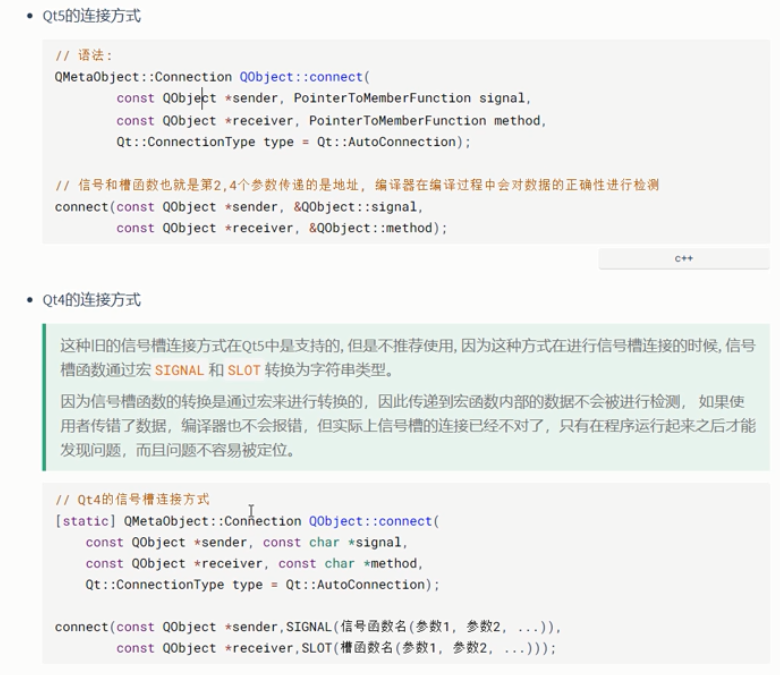 Qt5的连接方式
// 语法:
QMetaObject::Connection QObject::connect(
const QObject *sender, PointerToMemberFunction signal,
const QObject *receiver, PointerToMemberFunction method,
Qt::ConnectionType type = Qt::AutoConnection);
// 信号和槽函数也就是第2,4个参数传递的是地址, 编译器在编译过程中会对数据的正确性进行检测
connect(const QObject *sender, &QObject::signal,
const QObject *receiver, &QObject::method);
c++
Qt4的连接方式
这种旧的信号槽连接方式在Qt5中是支持的, 但是不推荐使用, 因为这种方式在进行信号槽连接的时候, 信号
槽函数通过宏 SIGNAL 和 SLOT 转换为字符串类型。
因为信号槽函数的转换是通过宏来进行转换的，因此传递到宏函数内部的数据不会被进行检测， 如果使
用者传错了数据，编译器也不会报错，但实际上信号槽的连接已经不对了，只有在程序运行起来之后才能
发现问题，而且问题不容易被定位。
// Qt4的信号槽连接方式
[static] QMetaObject::Connection QObject::connect(
const QObject *sender, const char *signal,
const QObject *receiver, const char *method,
Qt::ConnectionType type = Qt::AutoConnection);
connect(const QObject *sender,SIGNAL(信号函数名(参数1, 参数2, ...)),
const QObject *receiver,SLOT(槽函数名(参数1, 参数2, ...)));